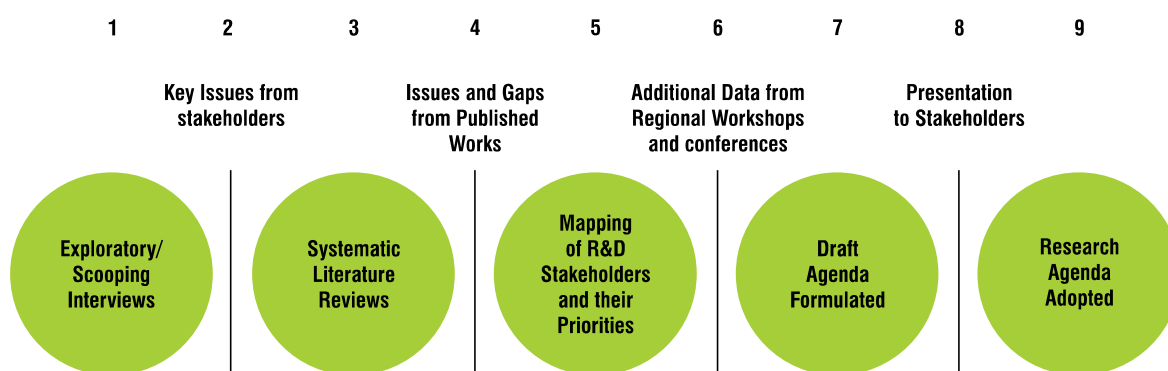 1 2 3 4 5 6 7 8 9
Key Issues from
stakeholders
Issues and Gaps
from Published
Works
Additional Data from
Regional Workshops
and conferences
Presentation
to Stakeholders
Exploratory/
Scooping
Interviews
Systematic
Literature
Reviews
Mapping
of R&D
Stakeholders
and their
Priorities
Draft
Agenda
Formulated
Research
Agenda
Adopted